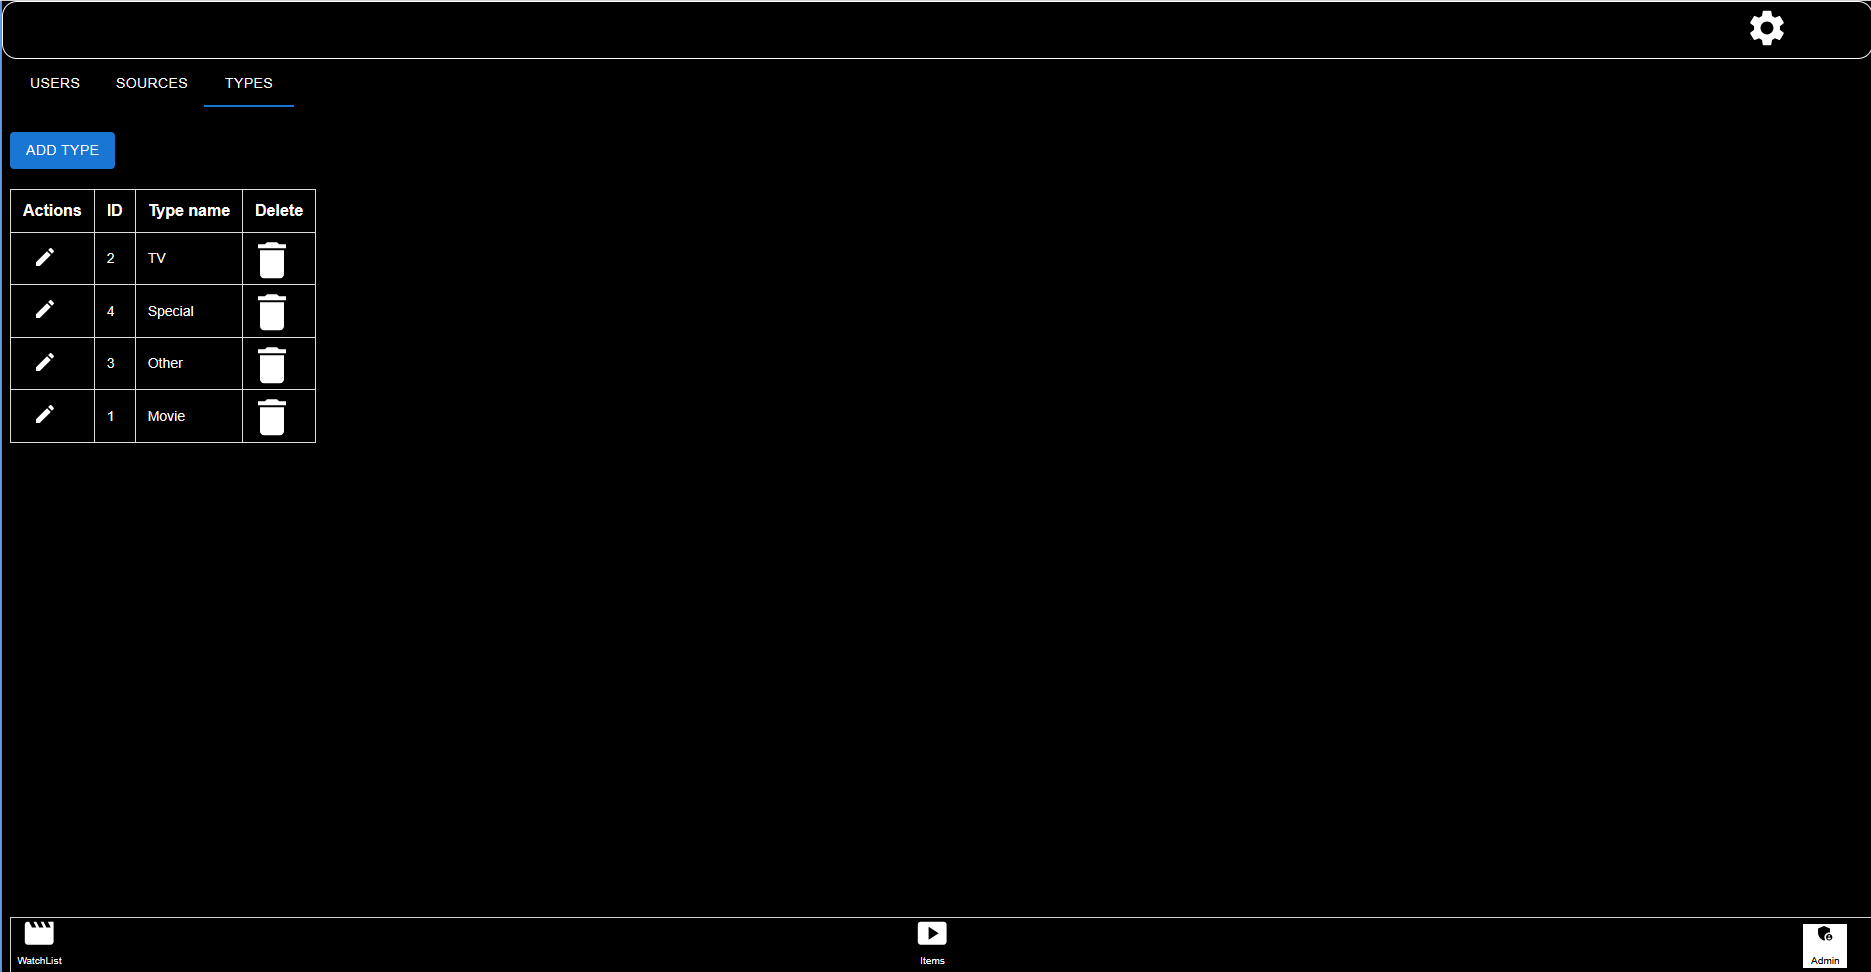 USERS SOURCES TYPES
ADD TYPE
Actions ID Type name Delete
2 TV
4 Special
3 Other
1 Movie
WatchList Items Admin